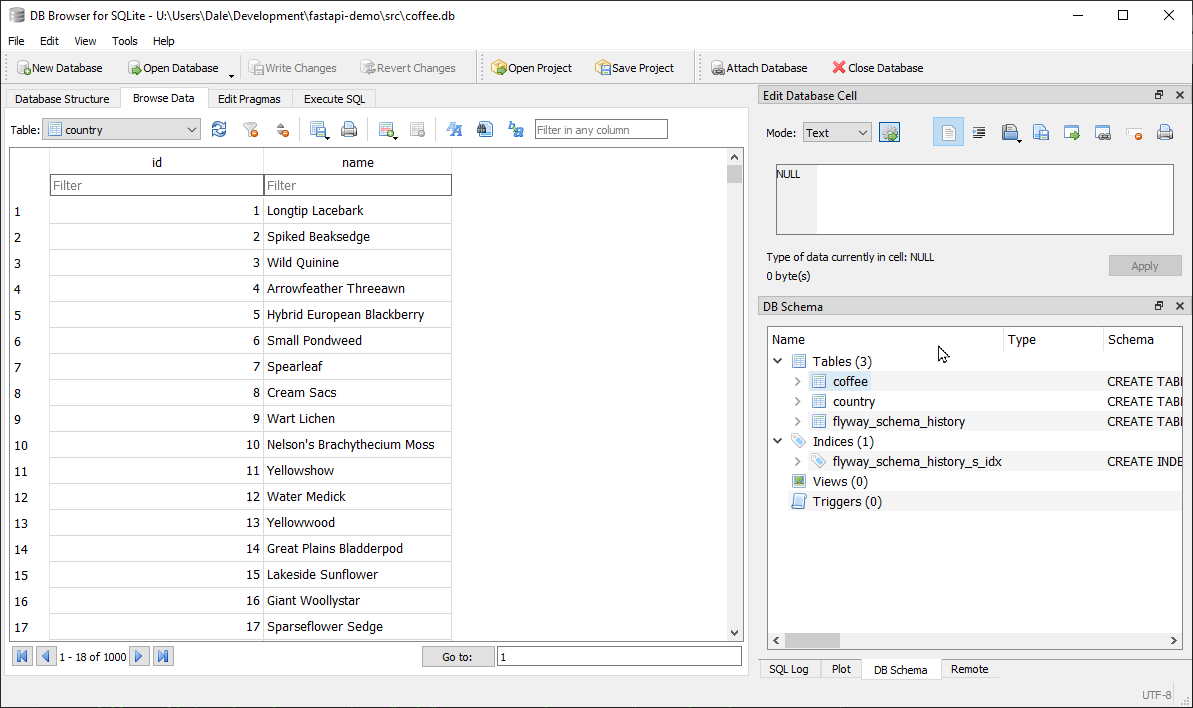 DB Browser for SQLite - U:\Users\Dale\Development\fastapi-demo\src\coffee.db
File Edit View Tools Help
New Database Open Database Write Changes Revert Changes Open Project Save Project Attach Database Close Database
Database Structure Browse Data Edit Pragmas Execute SQL
Table: country Filter in any column
id name
Filter Filter
1 1 Longtip Lacebark
2 2 Spiked Beaksedge
3 3 Wild Quinine
4 4 Arrowfeather Threeawn
5 5 Hybrid European Blackberry
6 6 Small Pondweed
7 7 Spearleaf
8 8 Cream Sacs
9 9 Wart Lichen
10 10 Nelson's Brachythecium Moss
11 11 Yellowshow
12 12 Water Medick
13 13 Yellowwood
14 14 Great Plains Bladderpod
15 15 Lakeside Sunflower
16 16 Giant Woollystar
17 17 Sparseflower Sedge
1 - 18 of 1000 Go to: 1
Edit Database Cell
Mode: Text
NULL
Type of data currently in cell: NULL
0 byte(s)
Apply
DB Schema
Name Type Schema
Tables (3)
coffee CREATE TABL
country CREATE TABL
flyway_schema_history CREATE TABL
Indices (1)
flyway_schema_history_s_idx CREATE INDE
Views (0)
Triggers (0)
SQL Log Plot DB Schema Remote
UTF-8